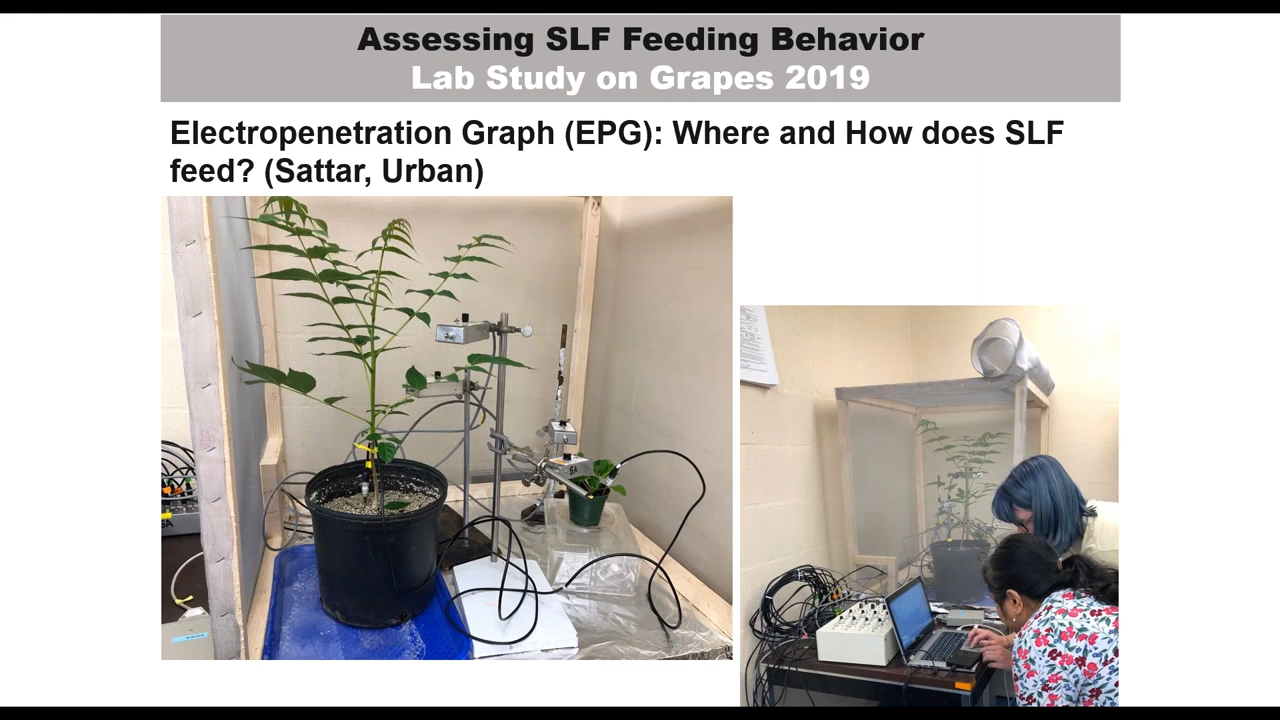 Assessing SLF Feeding Behavior
Lab Study on Grapes 2019
Electropenetration Graph (EPG): Where and How does SLF
feed? (Sattar, Urban)